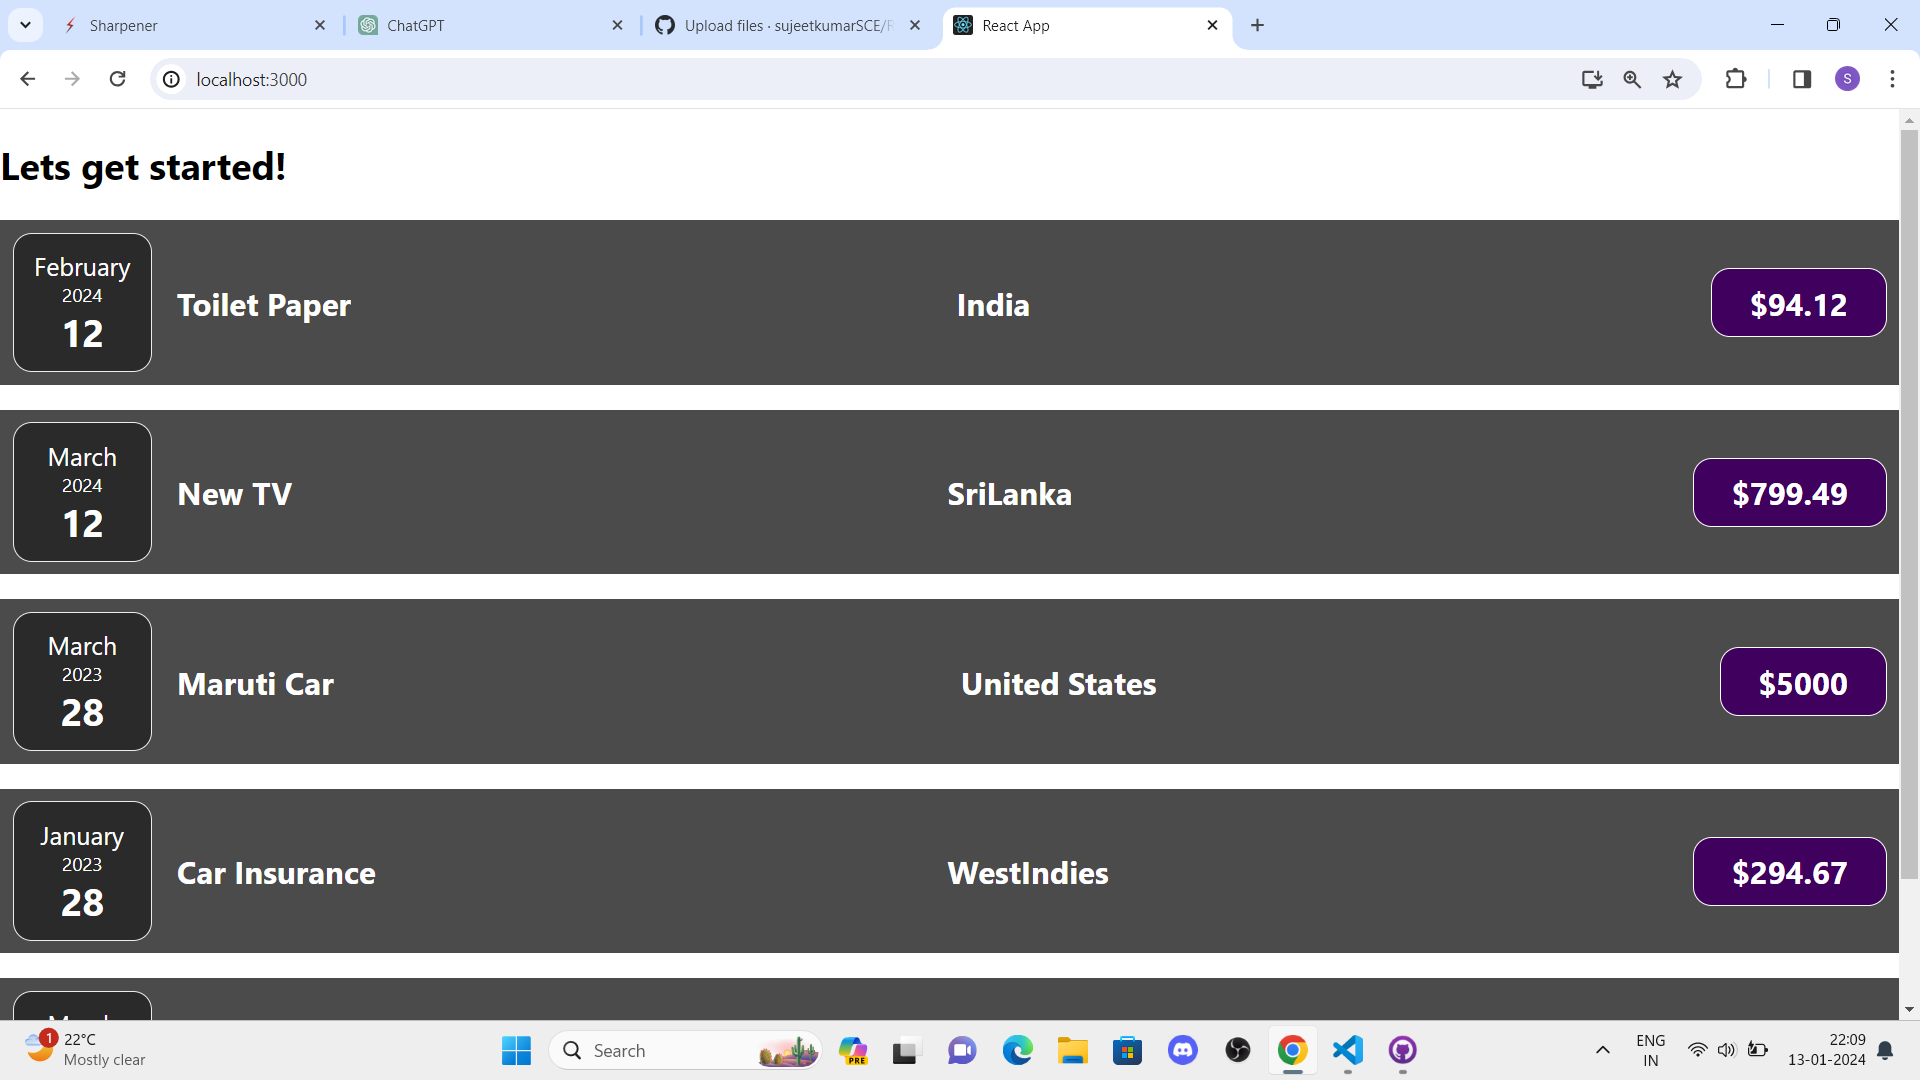 Sharpener
ChatGPT
Upload files · sujeetkumarSCE/R
React App
localhost:3000
S
Lets get started!
February
2024
12
Toilet Paper
India
$94.12
March
2024
12
New TV
SriLanka
$799.49
March
2023
28
Maruti Car
United States
$5000
January
2023
28
Car Insurance
WestIndies
$294.67
1
22°C
Mostly clear
Search
PRE
ENG
IN
22:09
13-01-2024